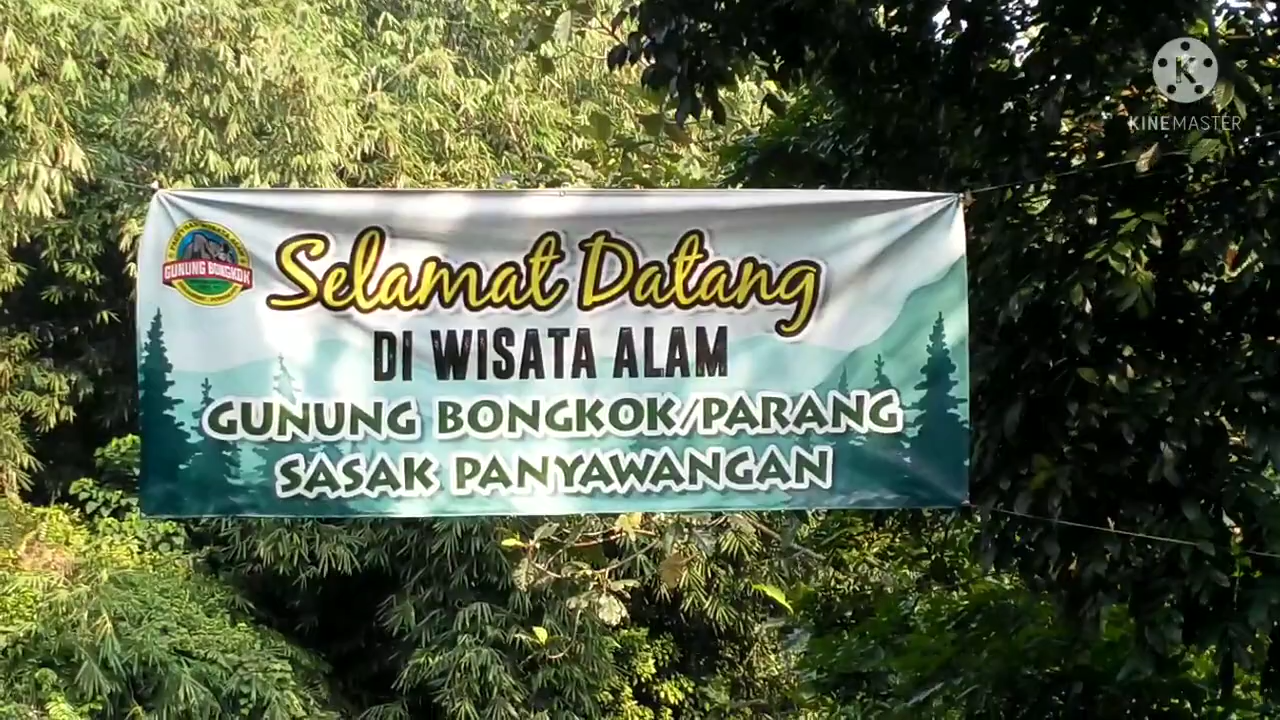 K
KINEMASTER
GUNUNG BONGKOK
Selamat Datang
DI WISATA ALAM
GUNUNG BONGKOK/PARANG
SASAK PANYAWANGAN